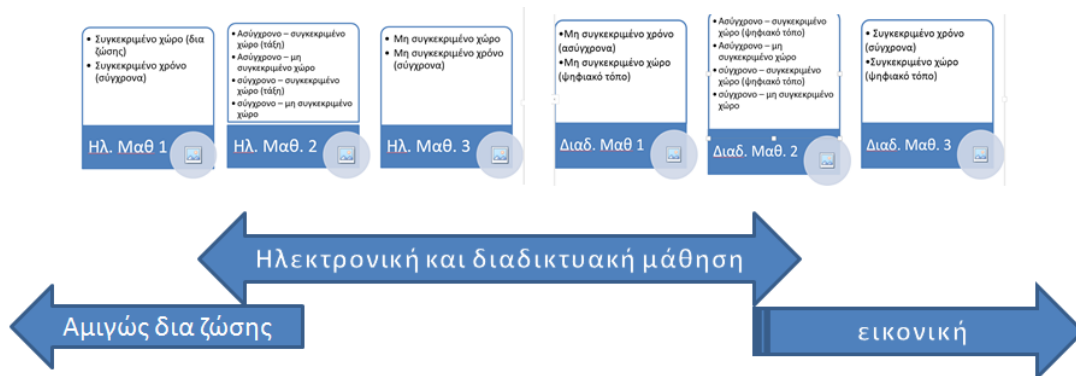 • Συγκεκριμένο χώρο (δια
ζώσης)
• Συγκεκριμένο χρόνο
(σύγχρονα)
Ηλ. Μαθ 1
• Ασύγχρονο – συγκεκριμένο
χώρο (τάξη)
• Ασύγχρονο – μη
συγκεκριμένο χώρο
• σύχρονο – συγκεκριμένο
χώρο (τάξη)
• σύχρονο – μη συγκεκριμένο
χώρο
Ηλ. Μαθ. 2
• Μη συγκεκριμένο χώρο
• Μη συγκεκριμένο χρόνο
(σύγχρονα)
Ηλ. Μαθ. 3
•Μη συγκεκριμένο χρόνο
(ασύγχρονα)
•Μη συγκεκριμένο χώρο
(ψηφιακό τόπο)
Διαδ. Μαθ 1
• Ασύγχρονο – συγκεκριμένο
χώρο (ψηφιακό τόπο)
• Ασύγχρονο – μη
συγκεκριμένο χώρο
• σύγχρονο – συγκεκριμένο
χώρο (ψηφιακό τόπο)
• σύχρονο – μη συγκεκριμένο
χώρο
Διαδ. Μαθ. 2
• Συγκεκριμένο χρόνο
(σύγχρονα)
•Συγκεκριμένο χώρο
(ψηφιακό τόπο)
Διαδ. Μαθ. 3
Ηλεκτρονική και διαδικτυακή μάθηση
Αμιγώς δια ζώσης
εικονική